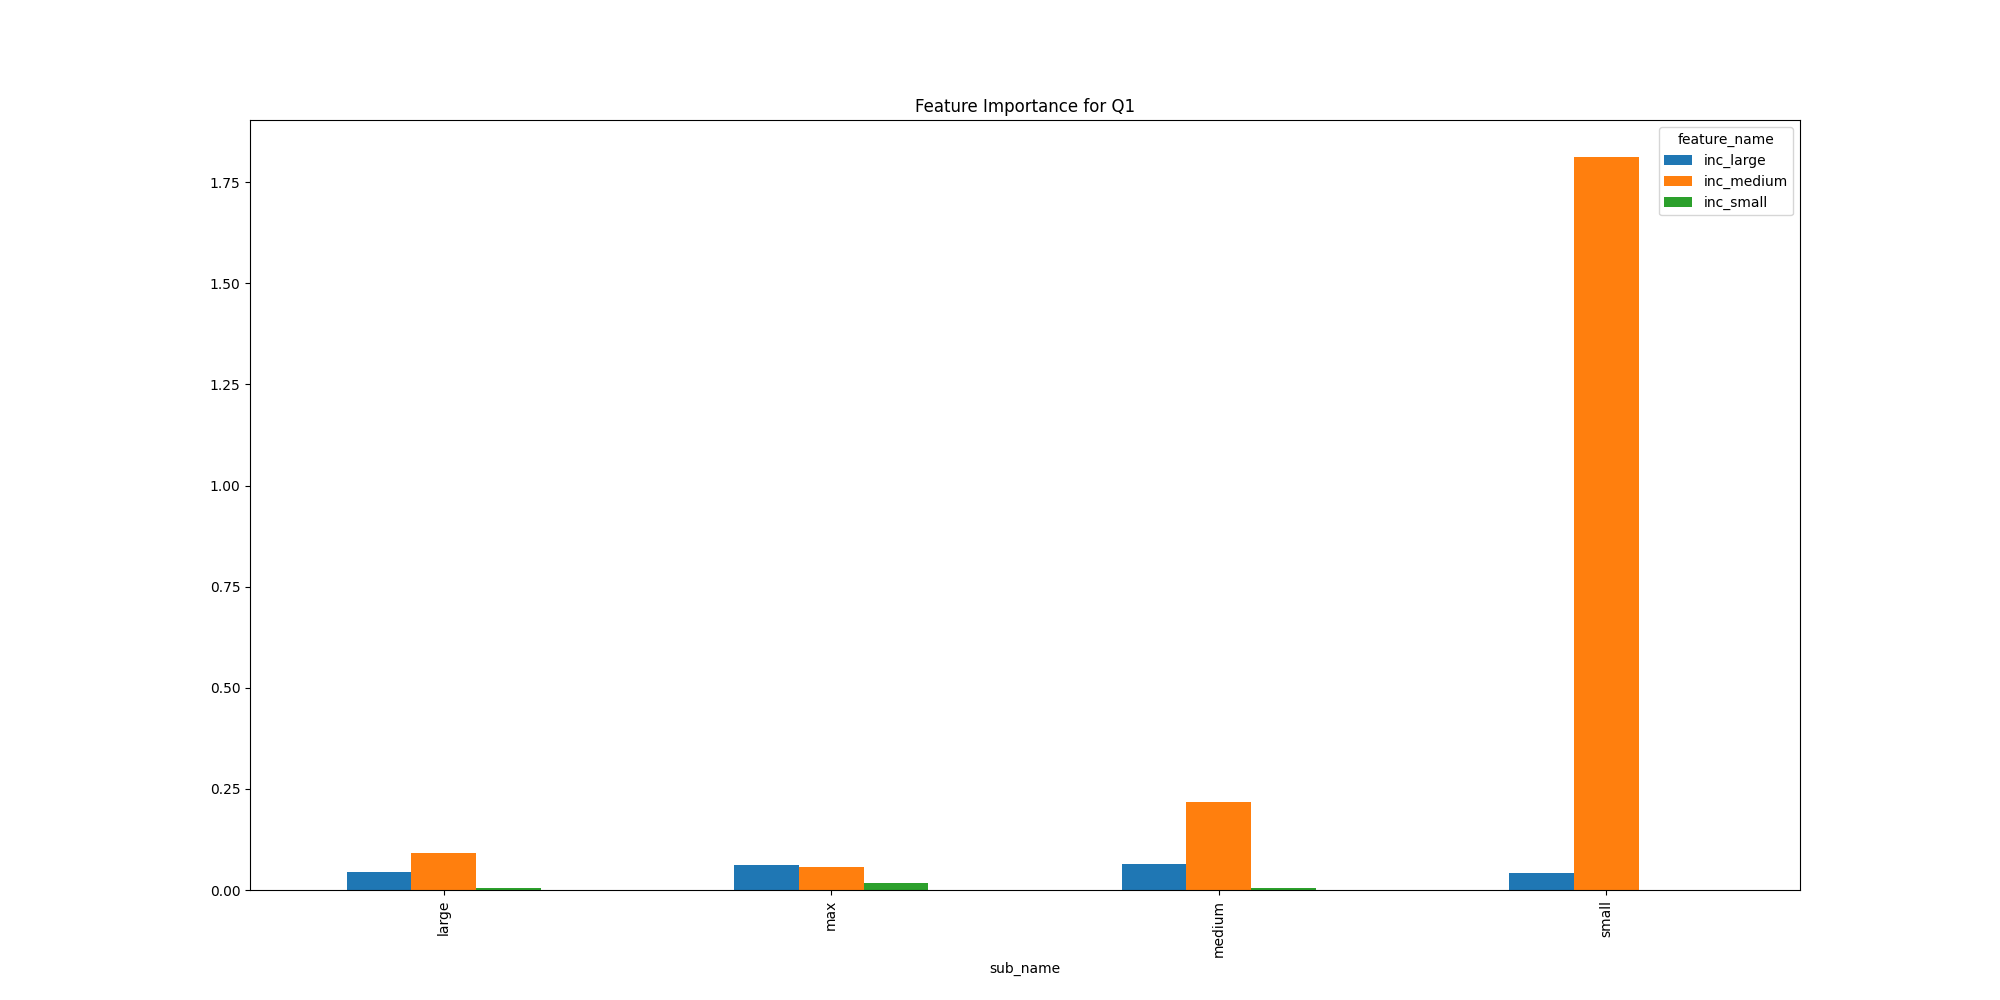 Feature Importance for Q1
feature_name
inc_large
inc_medium
inc_small
1.75
1.50
1.25
1.00
0.75
0.50
0.25
0.00
large
max
medium
small
sub_name